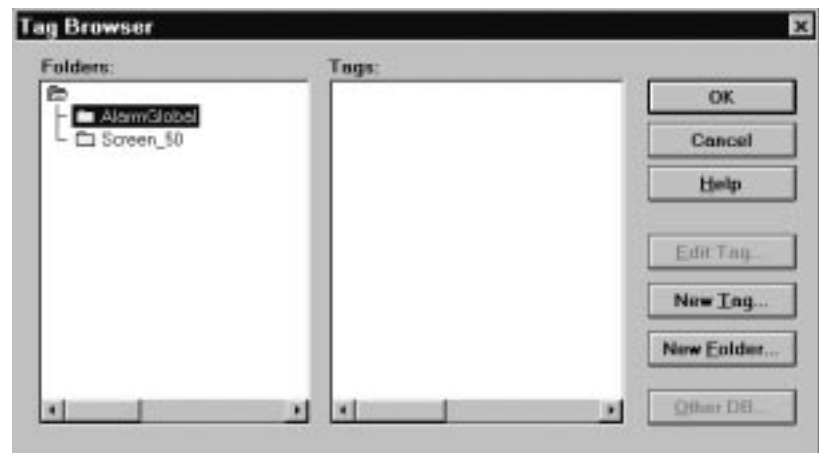 Tag Browser
Folders:
Tags:
AlarmGlobal
Screen_50
OK
Cancel
Help
Edit Tag...
New Tag...
New Folder...
Other DB...